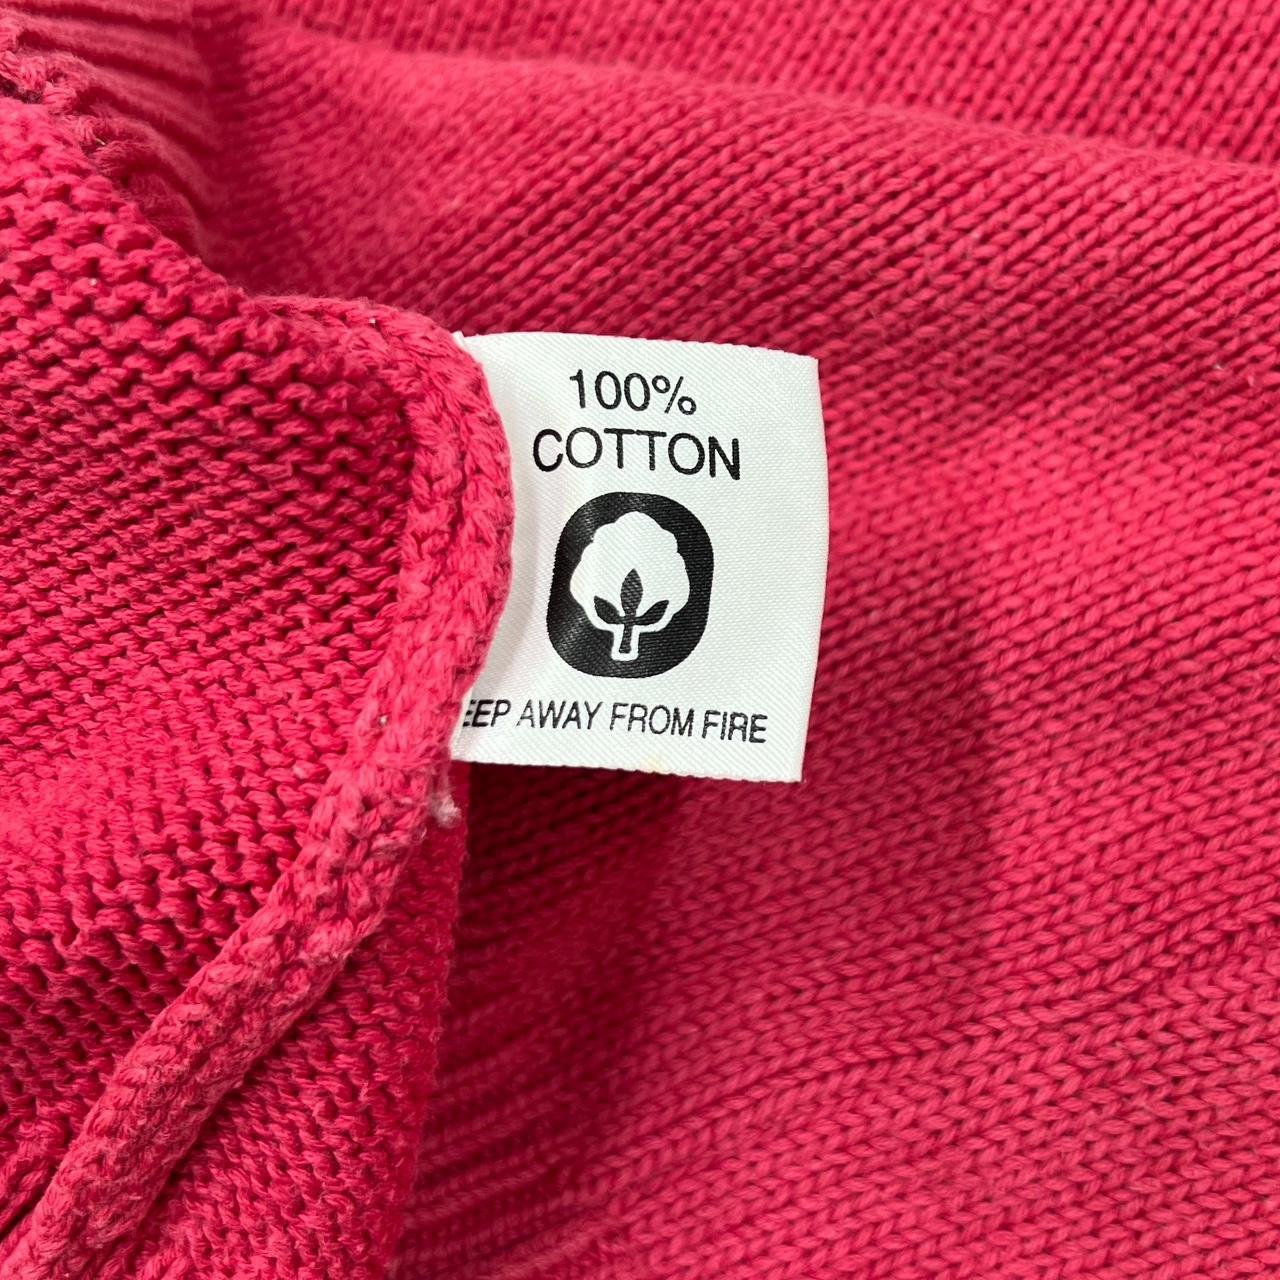 100%
COTTON
EEP AWAY FROM FIRE